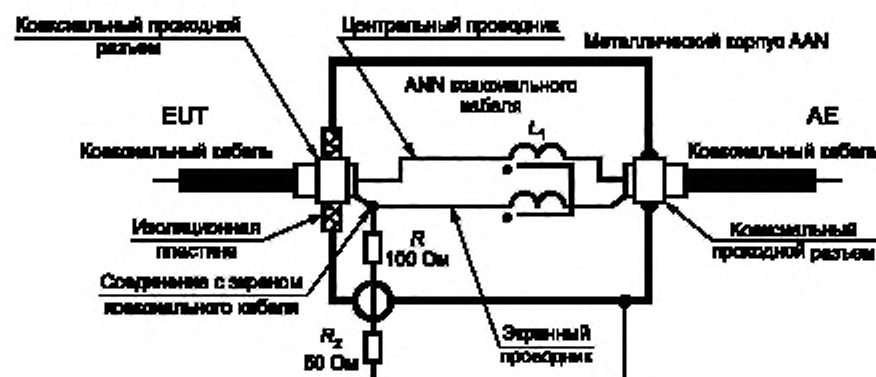 Коаксиальный проходной
разъем
Центральный проводник
Металлический корпус AAN
ANN коаксиального
кабеля
EUT
AE
L1
Коаксиальный кабель
Коаксиальный кабель
Изоляционная
пластина
R
100 Ом
Коаксиальный
проходной разъем
Соединение с экраном
коаксиального кабеля
Экранный
проводник
R2
50 Ом